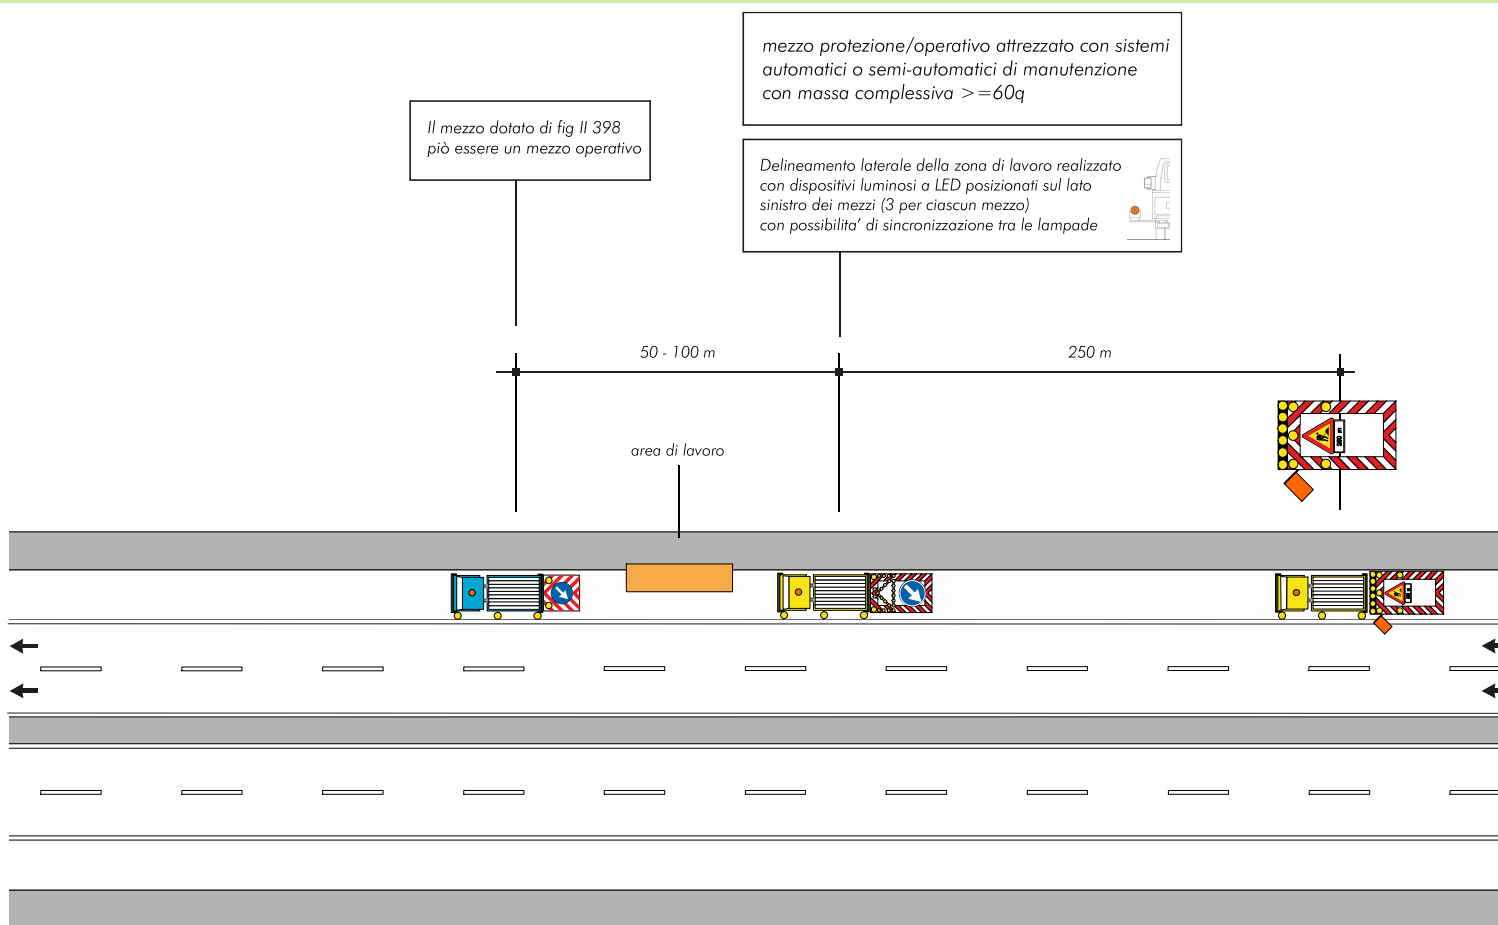 mezzo protezione/operativo attrezzato con sistemi
automatici o semi-automatici di manutenzione
con massa complessiva >=60q
Il mezzo dotato di fig II 398
piò essere un mezzo operativo
Delineamento laterale della zona di lavoro realizzato
con dispositivi luminosi a LED posizionati sul lato
sinistro dei mezzi (3 per ciascun mezzo)
con possibilita’ di sincronizzazione tra le lampade
50 - 100 m
250 m
area di lavoro